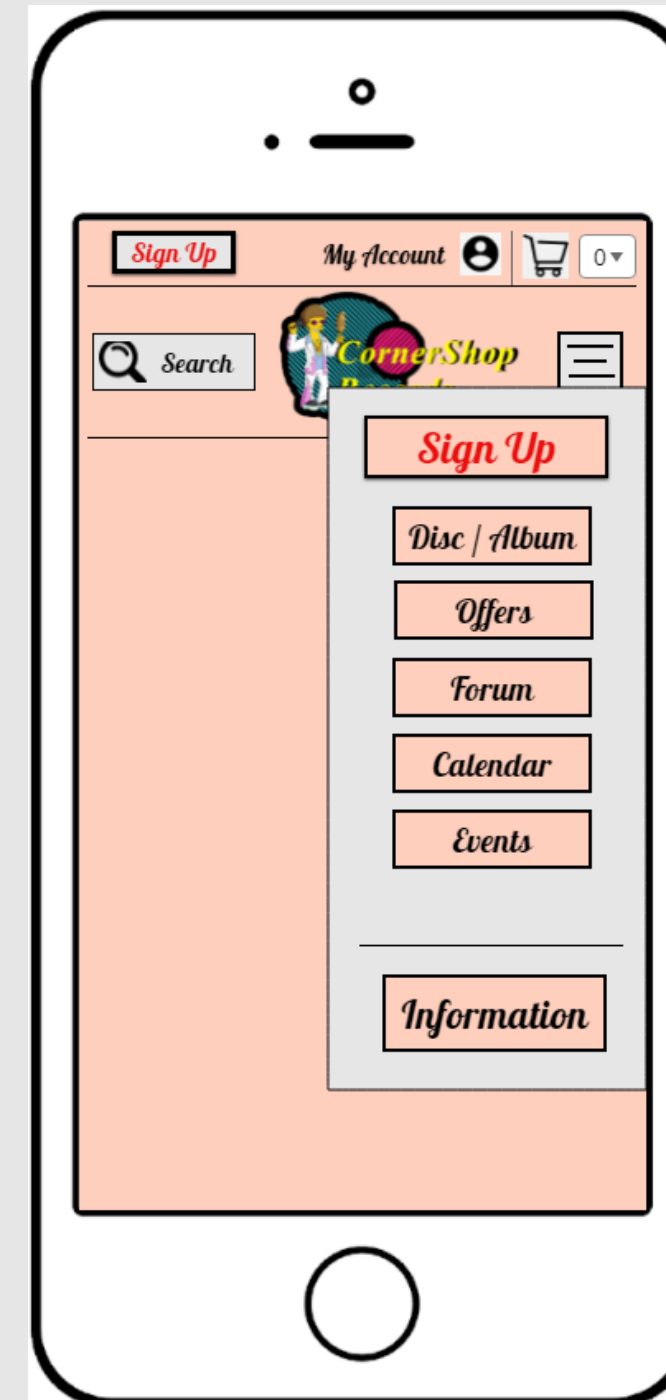 Sign Up My Account 0
Search CornerShop
Sign Up
Disc / Album
Offers
Forum
Calendar
Events
Information